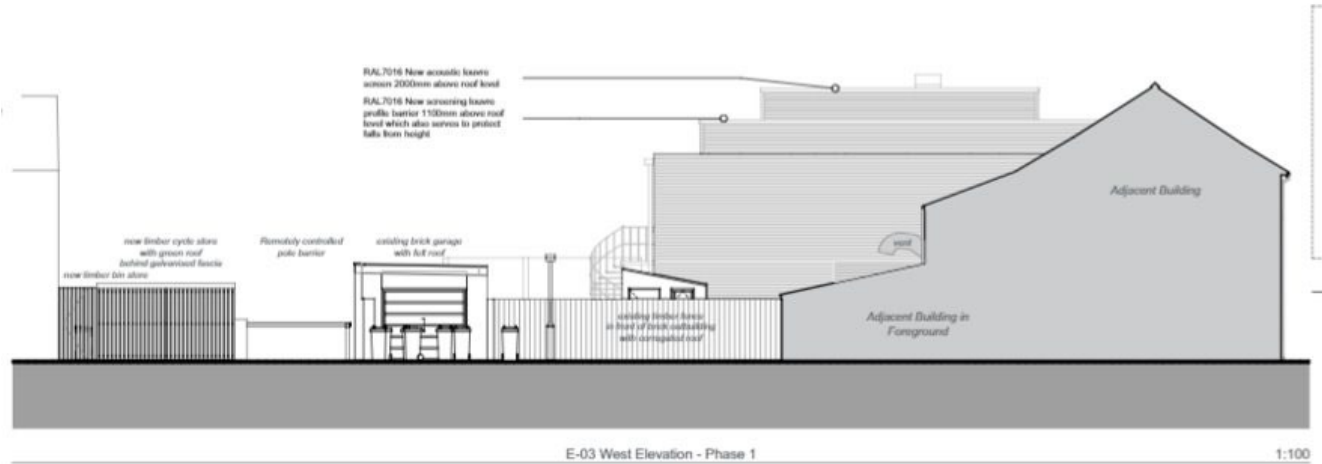 RAL7016 New acoustic louvre
screen 2000mm above roof level
RAL7016 New screening louvre
profile barrier 1100mm above roof
level which also serves to protect
falls from height
Adjacent Building
new timber cycle store
with green roof
behind galvanised fascia
new timber bin store
Remotely controlled
pole barrier
existing brick garage
with felt roof
vent
existing timber fence
in front of brick outbuilding
with corrugated roof
Adjacent Building in
Foreground
E-03 West Elevation - Phase 1
1:100